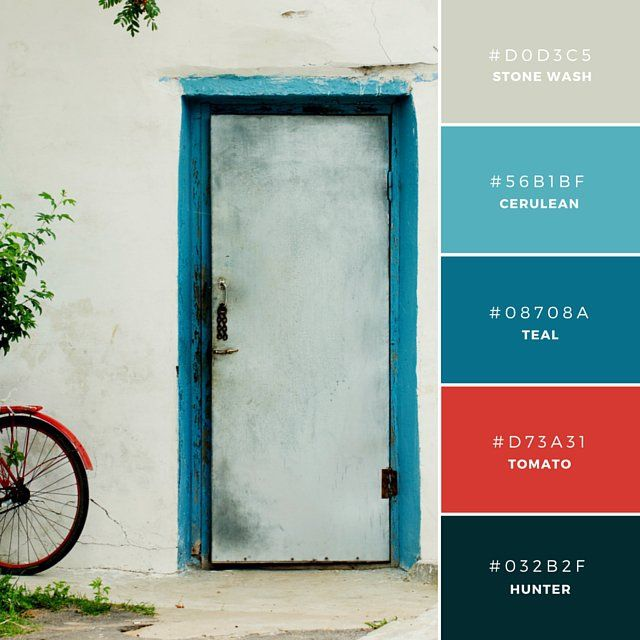 #D0D3C5
STONE WASH
#56B1BF
CERULEAN
#08708A
TEAL
#D73A31
TOMATO
#032B2F
HUNTER